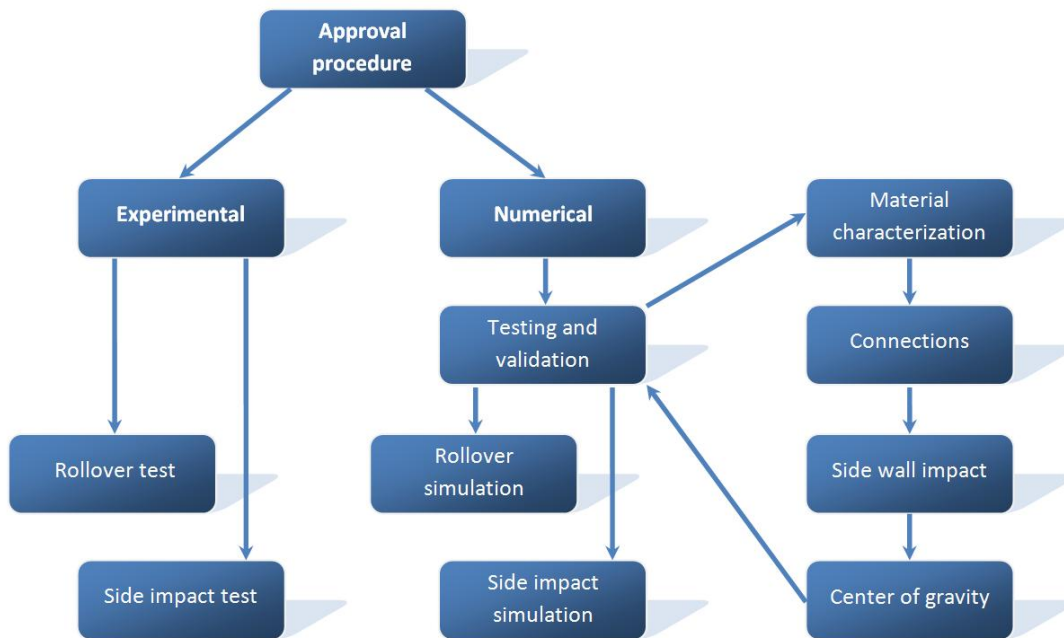 Approval
procedure
Experimental
Numerical
Material
characterization
Testing and
validation
Connections
Rollover test
Rollover
simulation
Side wall impact
Side impact test
Side impact
simulation
Center of gravity